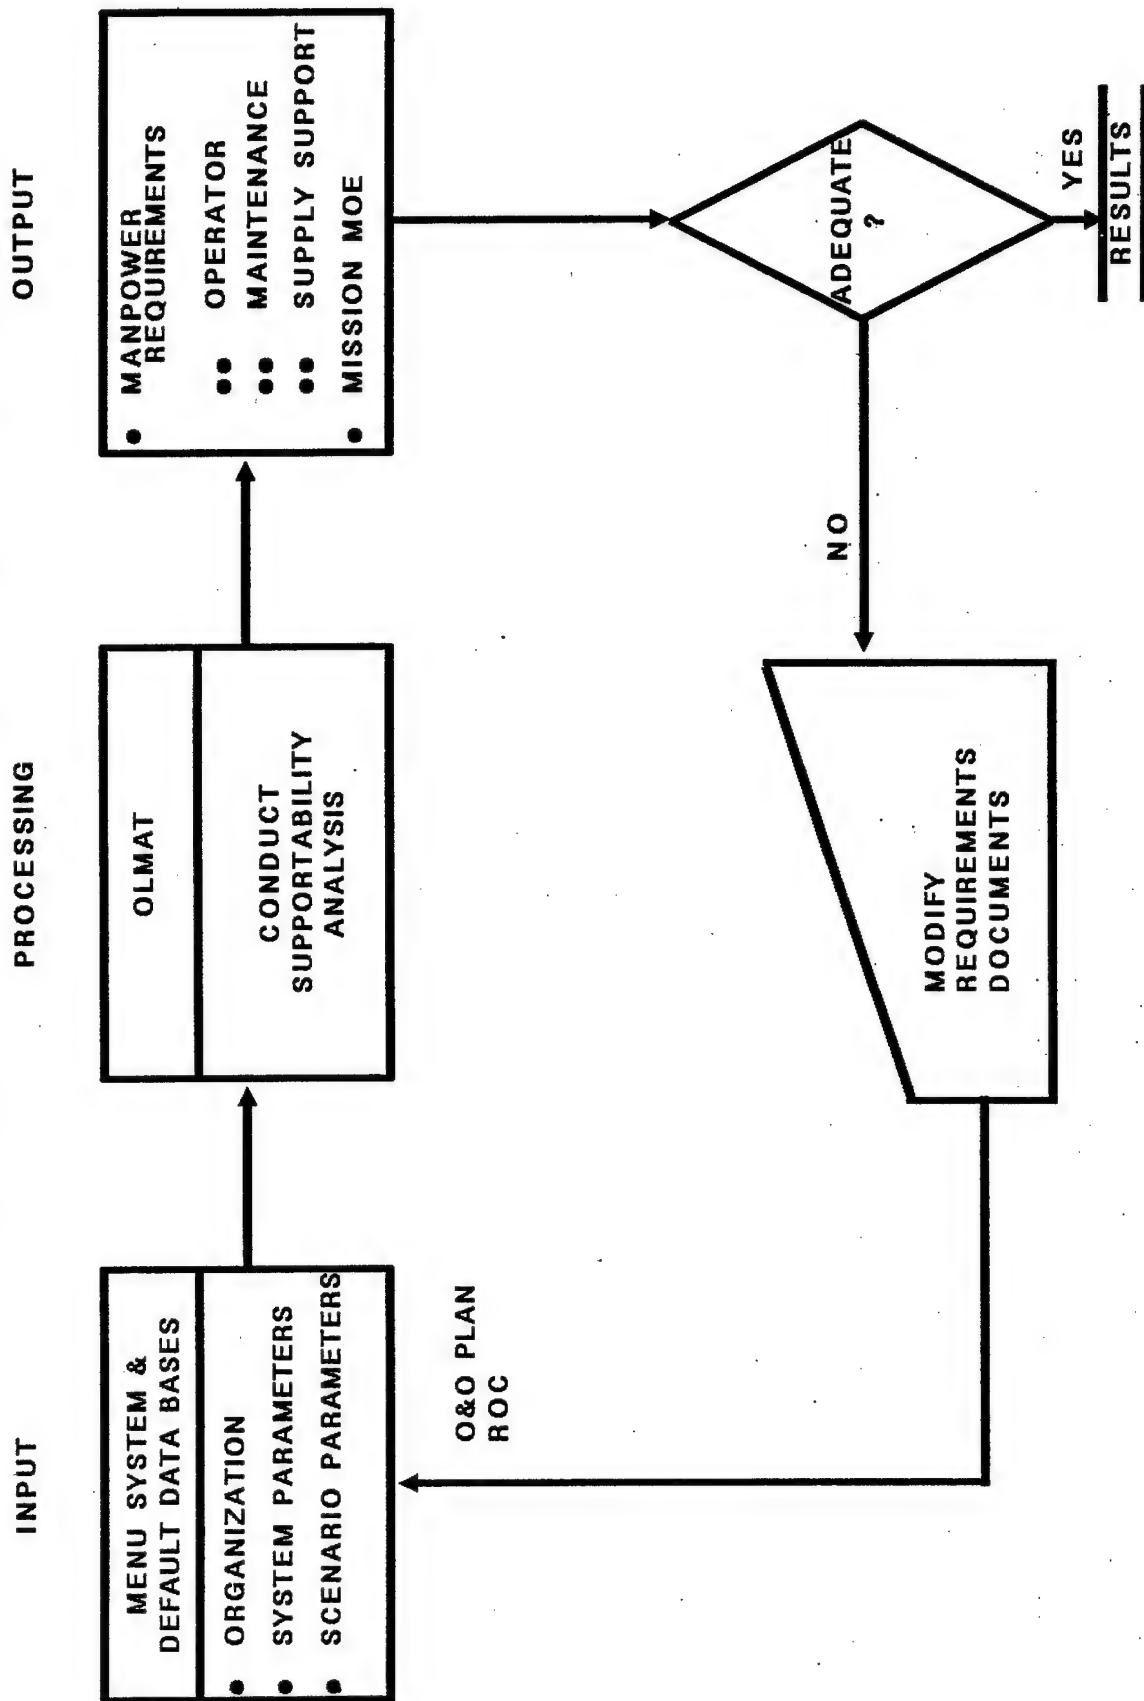 INPUT
PROCESSING
OUTPUT
MENU SYSTEM &
DEFAULT DATA BASES
● ORGANIZATION
● SYSTEM PARAMETERS
● SCENARIO PARAMETERS
OLMAT
CONDUCT
SUPPORTABILITY
ANALYSIS
● MANPOWER
REQUIREMENTS
●● OPERATOR
●● MAINTENANCE
●● SUPPLY SUPPORT
● MISSION MOE
O&O PLAN
ROC
MODIFY
REQUIREMENTS
DOCUMENTS
NO
ADEQUATE
?
YES
RESULTS